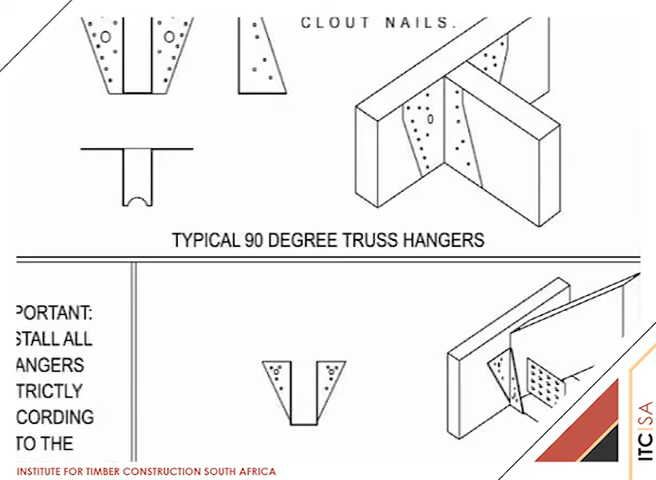 CLOUT NAILS.
TYPICAL 90 DEGREE TRUSS HANGERS
PORTANT:
STALL ALL
ANGERS
TRICTLY
CORDING
TO THE
INSTITUTE FOR TIMBER CONSTRUCTION SOUTH AFRICA
ITC|SA